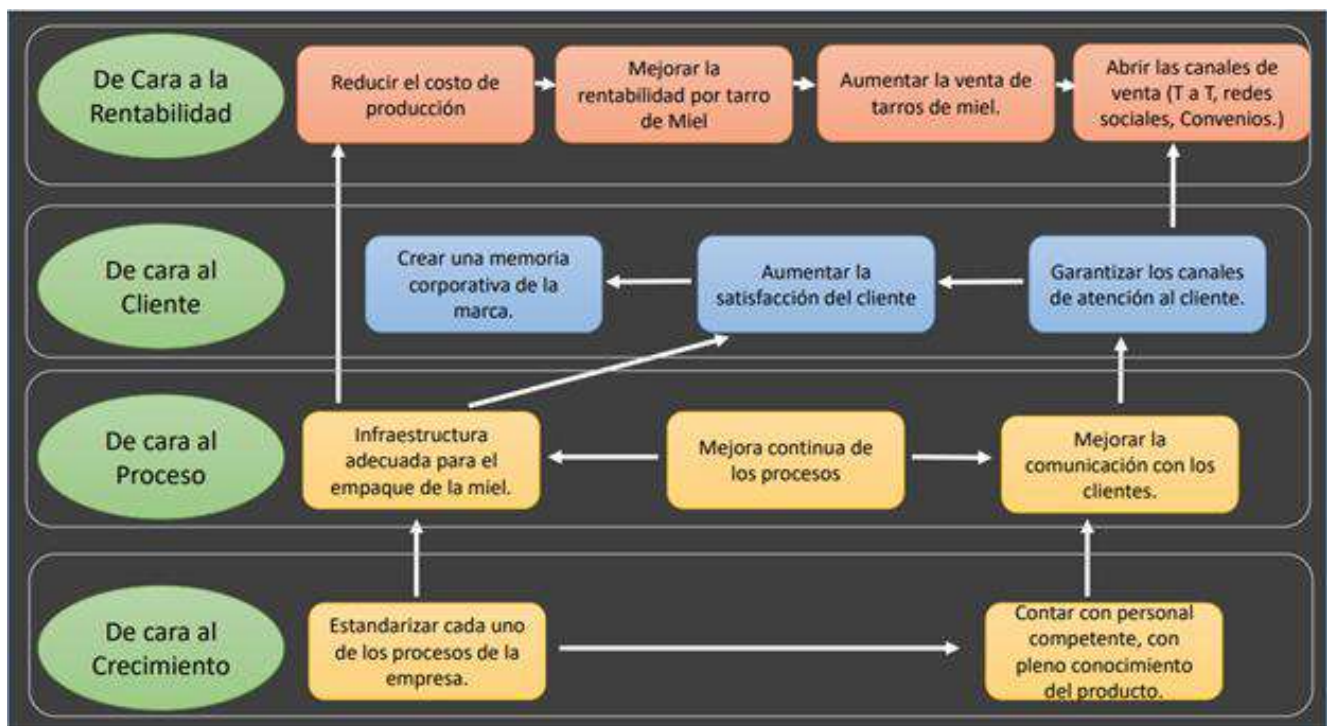 De Cara a la
Rentabilidad
Reducir el costo de
producción
Mejorar la
rentabilidad por tarro
de Miel
Aumentar la venta de
tarros de miel.
Abrir las canales de
venta (T a T, redes
sociales, Convenios.)
De cara al
Cliente
Crear una memoria
corporativa de la
marca.
Aumentar la
satisfacción del cliente
Garantizar los canales
de atención al cliente.
De cara al
Proceso
Infraestructura
adecuada para el
empaque de la miel.
Mejora continua de
los procesos
Mejorar la
comunicación con los
clientes.
De cara al
Crecimiento
Estandarizar cada uno
de los procesos de la
empresa.
Contar con personal
competente, con
pleno conocimiento
del producto.